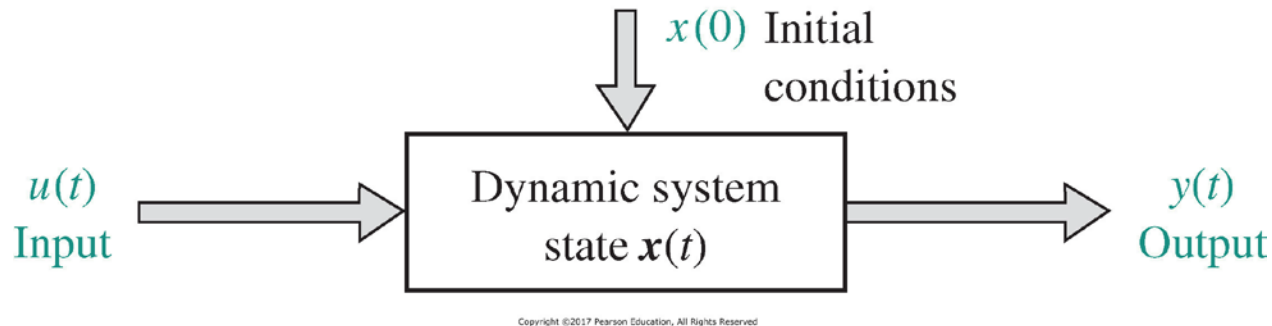 x(0) Initial
conditions
u(t)
Input
Dynamic system
state x(t)
y(t)
Output
Copyright ©2017 Pearson Education, All Rights Reserved